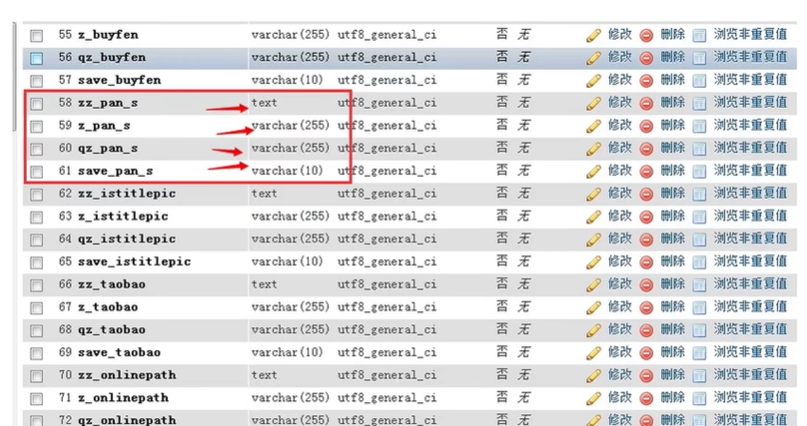 55 z_buyfen varchar(255) utf8_general_ci 否 无 修改 删除 浏览非重复值
56 qz_buyfen varchar(255) utf8_general_ci 否 无 修改 删除 浏览非重复值
57 save_buyfen varchar(10) utf8_general_ci 否 无 修改 删除 浏览非重复值
58 zz_pan_s text utf8_general_ci 否 无 修改 删除 浏览非重复值
59 z_pan_s varchar(255) utf8_general_ci 否 无 修改 删除 浏览非重复值
60 qz_pan_s varchar(255) utf8_general_ci 否 无 修改 删除 浏览非重复值
61 save_pan_s varchar(10) utf8_general_ci 否 无 修改 删除 浏览非重复值
62 zz_istitlepic text utf8_general_ci 否 无 修改 删除 浏览非重复值
63 z_istitlepic varchar(255) utf8_general_ci 否 无 修改 删除 浏览非重复值
64 qz_istitlepic varchar(255) utf8_general_ci 否 无 修改 删除 浏览非重复值
65 save_istitlepic varchar(10) utf8_general_ci 否 无 修改 删除 浏览非重复值
66 zz_taobao text utf8_general_ci 否 无 修改 删除 浏览非重复值
67 z_taobao varchar(255) utf8_general_ci 否 无 修改 删除 浏览非重复值
68 qz_taobao varchar(255) utf8_general_ci 否 无 修改 删除 浏览非重复值
69 save_taobao varchar(10) utf8_general_ci 否 无 修改 删除 浏览非重复值
70 zz_onlinepath text utf8_general_ci 否 无 修改 删除 浏览非重复值
71 z_onlinepath varchar(255) utf8_general_ci 否 无 修改 删除 浏览非重复值
72 qz_onlinepath varchar(255) utf8_general_ci 否 无 修改 删除 浏览非重复值